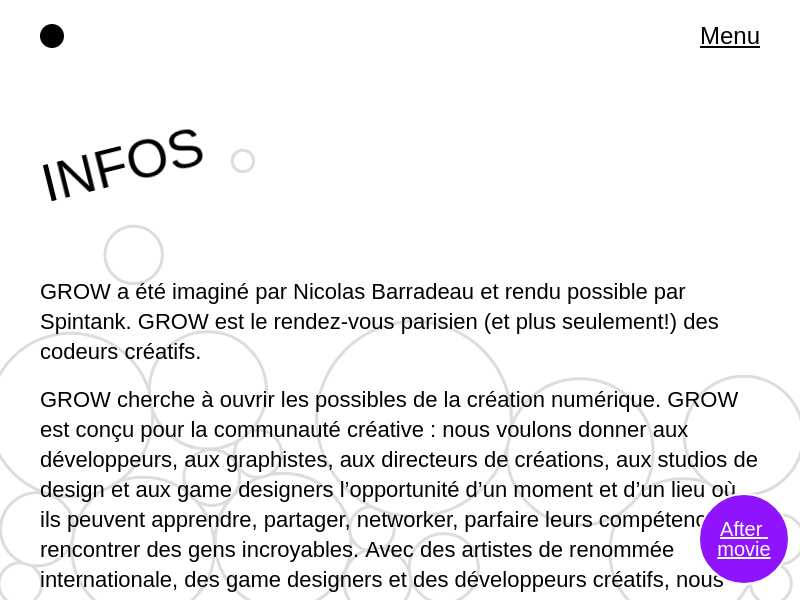 Menu
INFOS
GROW a été imaginé par Nicolas Barradeau et rendu possible par
Spintank. GROW est le rendez-vous parisien (et plus seulement!) des
codeurs créatifs.
GROW cherche à ouvrir les possibles de la création numérique. GROW
est conçu pour la communauté créative : nous voulons donner aux
développeurs, aux graphistes, aux directeurs de créations, aux studios de
design et aux game designers l’opportunité d’un moment et d’un lieu où
ils peuvent apprendre, partager, networker, parfaire leurs
rencontrer des gens incroyables. Avec des artistes de renommée
internationale, des game designers et des développeurs créatifs, nous
After
movie